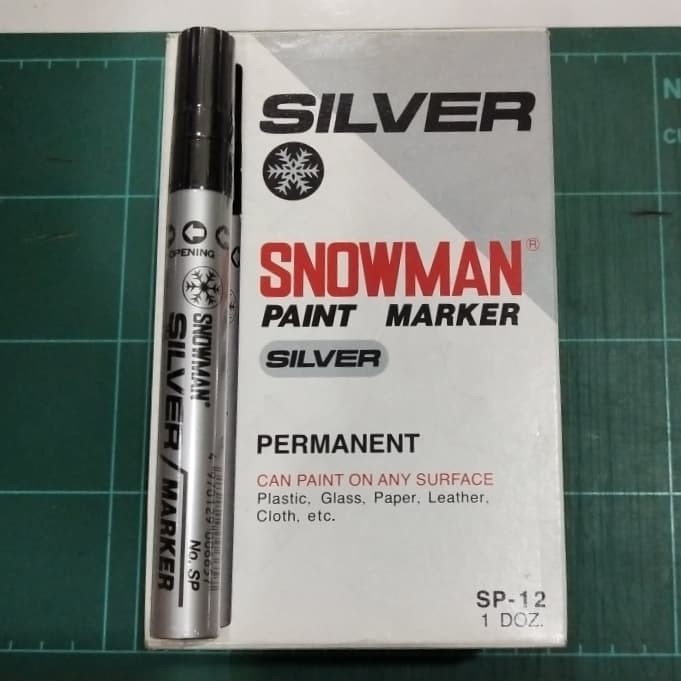 SILVER
SNOWMAN®
PAINT MARKER
SILVER
PERMANENT
CAN PAINT ON ANY SURFACE
Plastic, Glass, Paper, Leather,
Cloth, etc.
SP-12
1 DOZ.
OPENING
SNOWMAN®
SILVER MARKER
No. SP